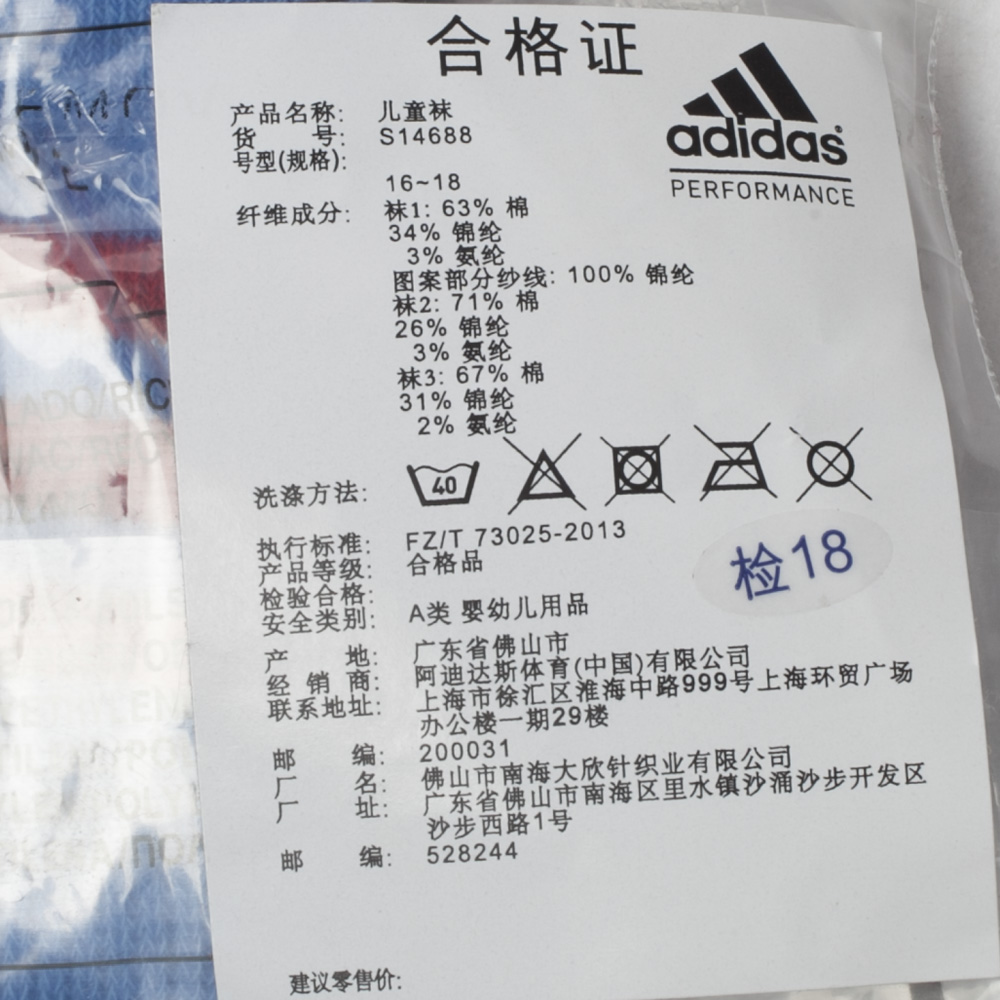 合格证
adidas®
PERFORMANCE
产品名称: 儿童袜
货 号: S14688
号型(规格):
16~18
纤维成分: 袜1: 63% 棉
34% 锦纶
3% 氨纶
图案部分纱线: 100% 锦纶
袜2: 71% 棉
26% 锦纶
3% 氨纶
袜3: 67% 棉
31% 锦纶
2% 氨纶
洗涤方法: 40
执行标准: FZ/T 73025-2013
产品等级: 合格品
检验合格: 检18
安全类别: A类 婴幼儿用品
产 地: 广东省佛山市
经 销 商: 阿迪达斯体育(中国)有限公司
联系地址: 上海市徐汇区淮海中路999号上海环贸广场
办公楼一期29楼
邮 编: 200031
厂 名: 佛山市南海大欣针织业有限公司
厂 址: 广东省佛山市南海区里水镇沙涌沙步开发区
沙步西路1号
邮 编: 528244
建议零售价: